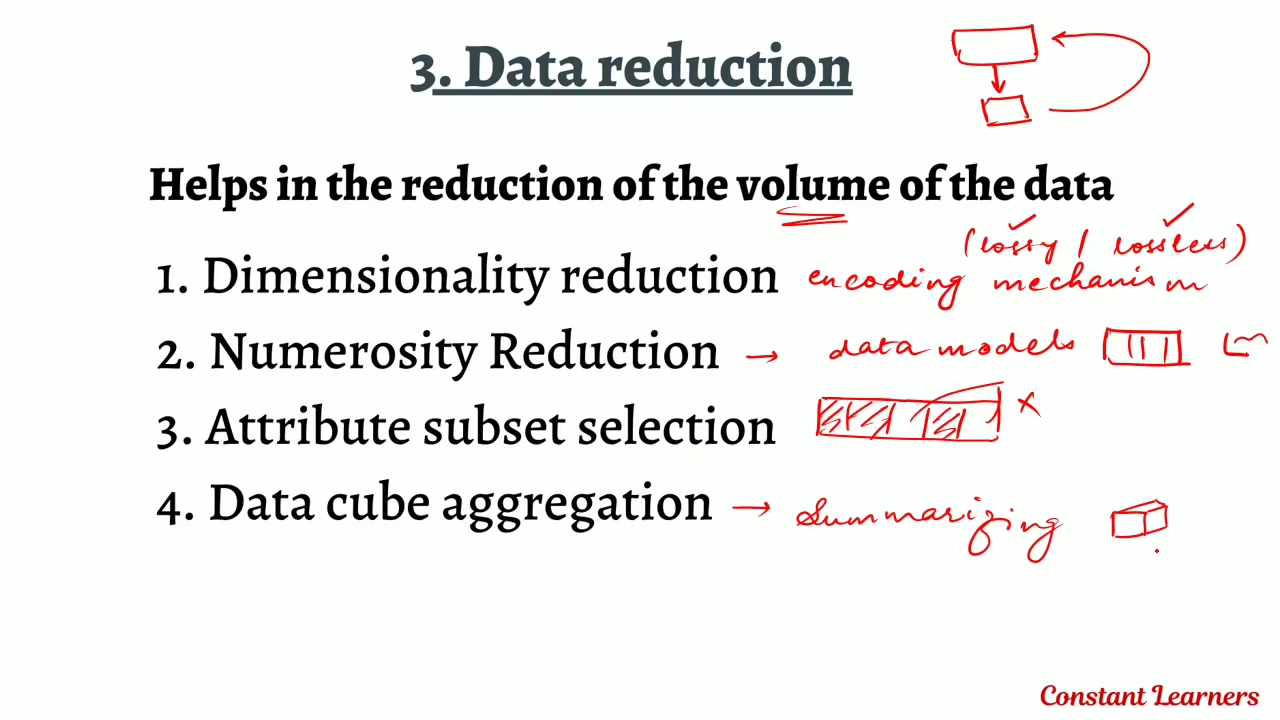 3. Data reduction
Helps in the reduction of the volume of the data
(lossy / lossless)
1. Dimensionality reduction encoding mechanism
2. Numerosity Reduction → data models
3. Attribute subset selection
4. Data cube aggregation → Summarizing
Constant Learners